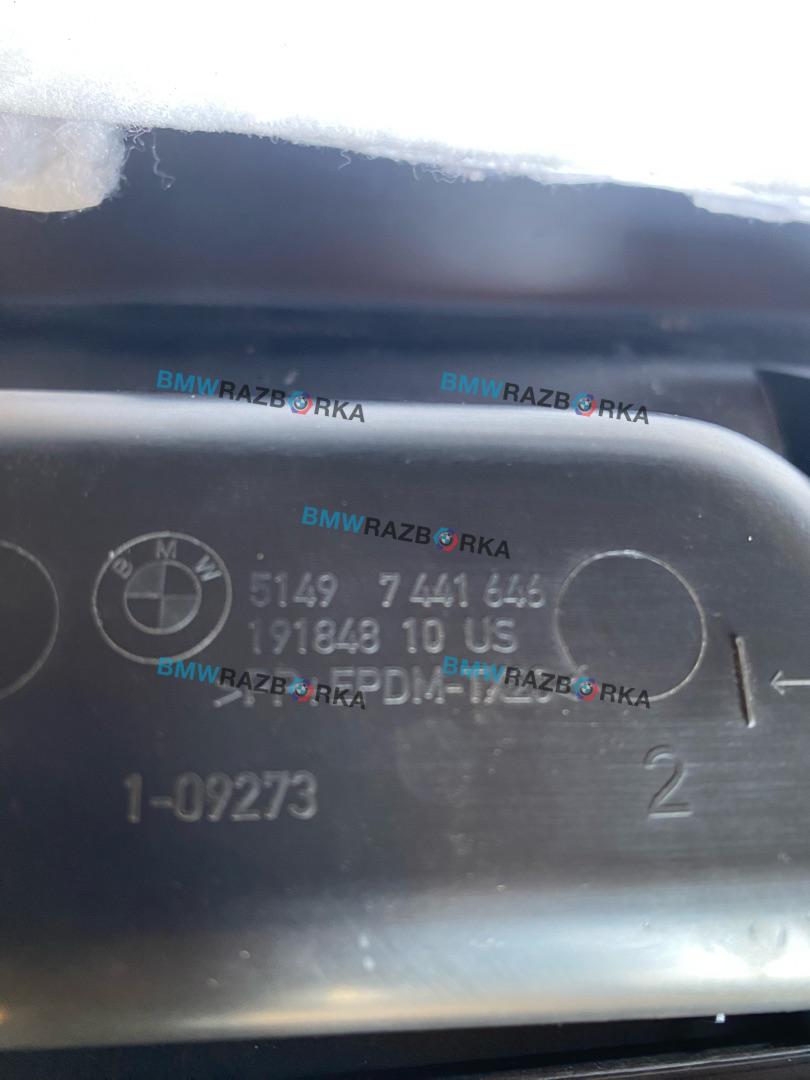 BMWRAZBORKA BMWRAZBORKA
BMWRAZBORKA
BMW
5149 7 441 646
191848 10 US
BMWRAZBORKA BMWRAZBORKA
1-09273
2